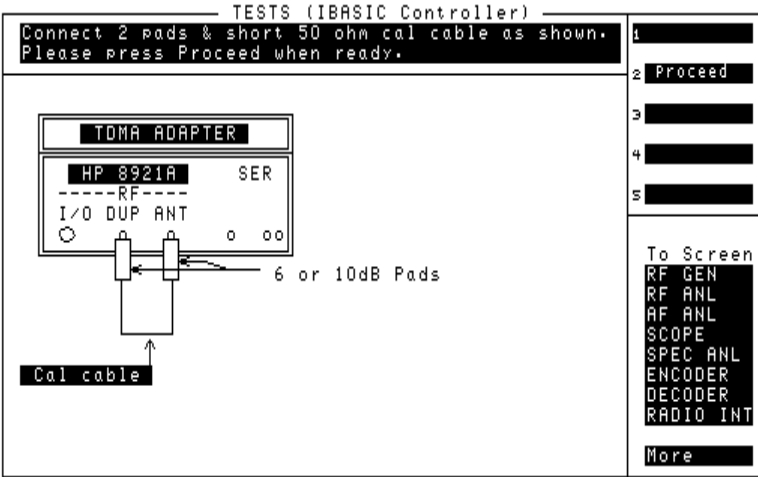 TESTS (IBASIC Controller)
Connect 2 pads & short 50 ohm cal cable as shown.
Please press Proceed when ready.
1
2 Proceed
3
4
5
TDMA ADAPTER
HP 8921A SER
-----RF----
I/O DUP ANT
6 or 10dB Pads
Cal cable
To Screen
RF GEN
RF ANL
AF ANL
SCOPE
SPEC ANL
ENCODER
DECODER
RADIO INT
More